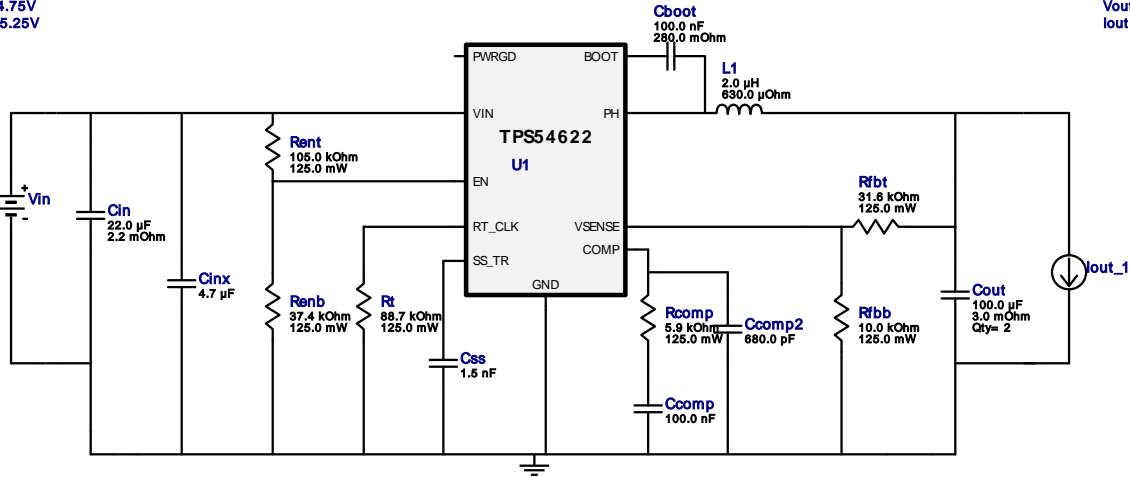 4.75V
5.25V
Vout
Iout
Cboot
100.0 nF
280.0 mOhm
PWRGD
BOOT
L1
2.0 µH
630.0 µOhm
VIN
PH
TPS54622
U1
Rent
105.0 kOhm
125.0 mW
EN
Vin
+
-
Cin
22.0 µF
2.2 mOhm
Rfbt
31.6 kOhm
125.0 mW
RT_CLK
VSENSE
COMP
SS_TR
GND
Cinx
4.7 µF
Renb
37.4 kOhm
125.0 mW
Rt
88.7 kOhm
125.0 mW
Css
1.5 nF
Rcomp
5.9 kOhm
125.0 mW
Ccomp2
680.0 pF
Ccomp
100.0 nF
Rfbb
10.0 kOhm
125.0 mW
Cout
100.0 µF
3.0 mOhm
Qty= 2
Iout_1